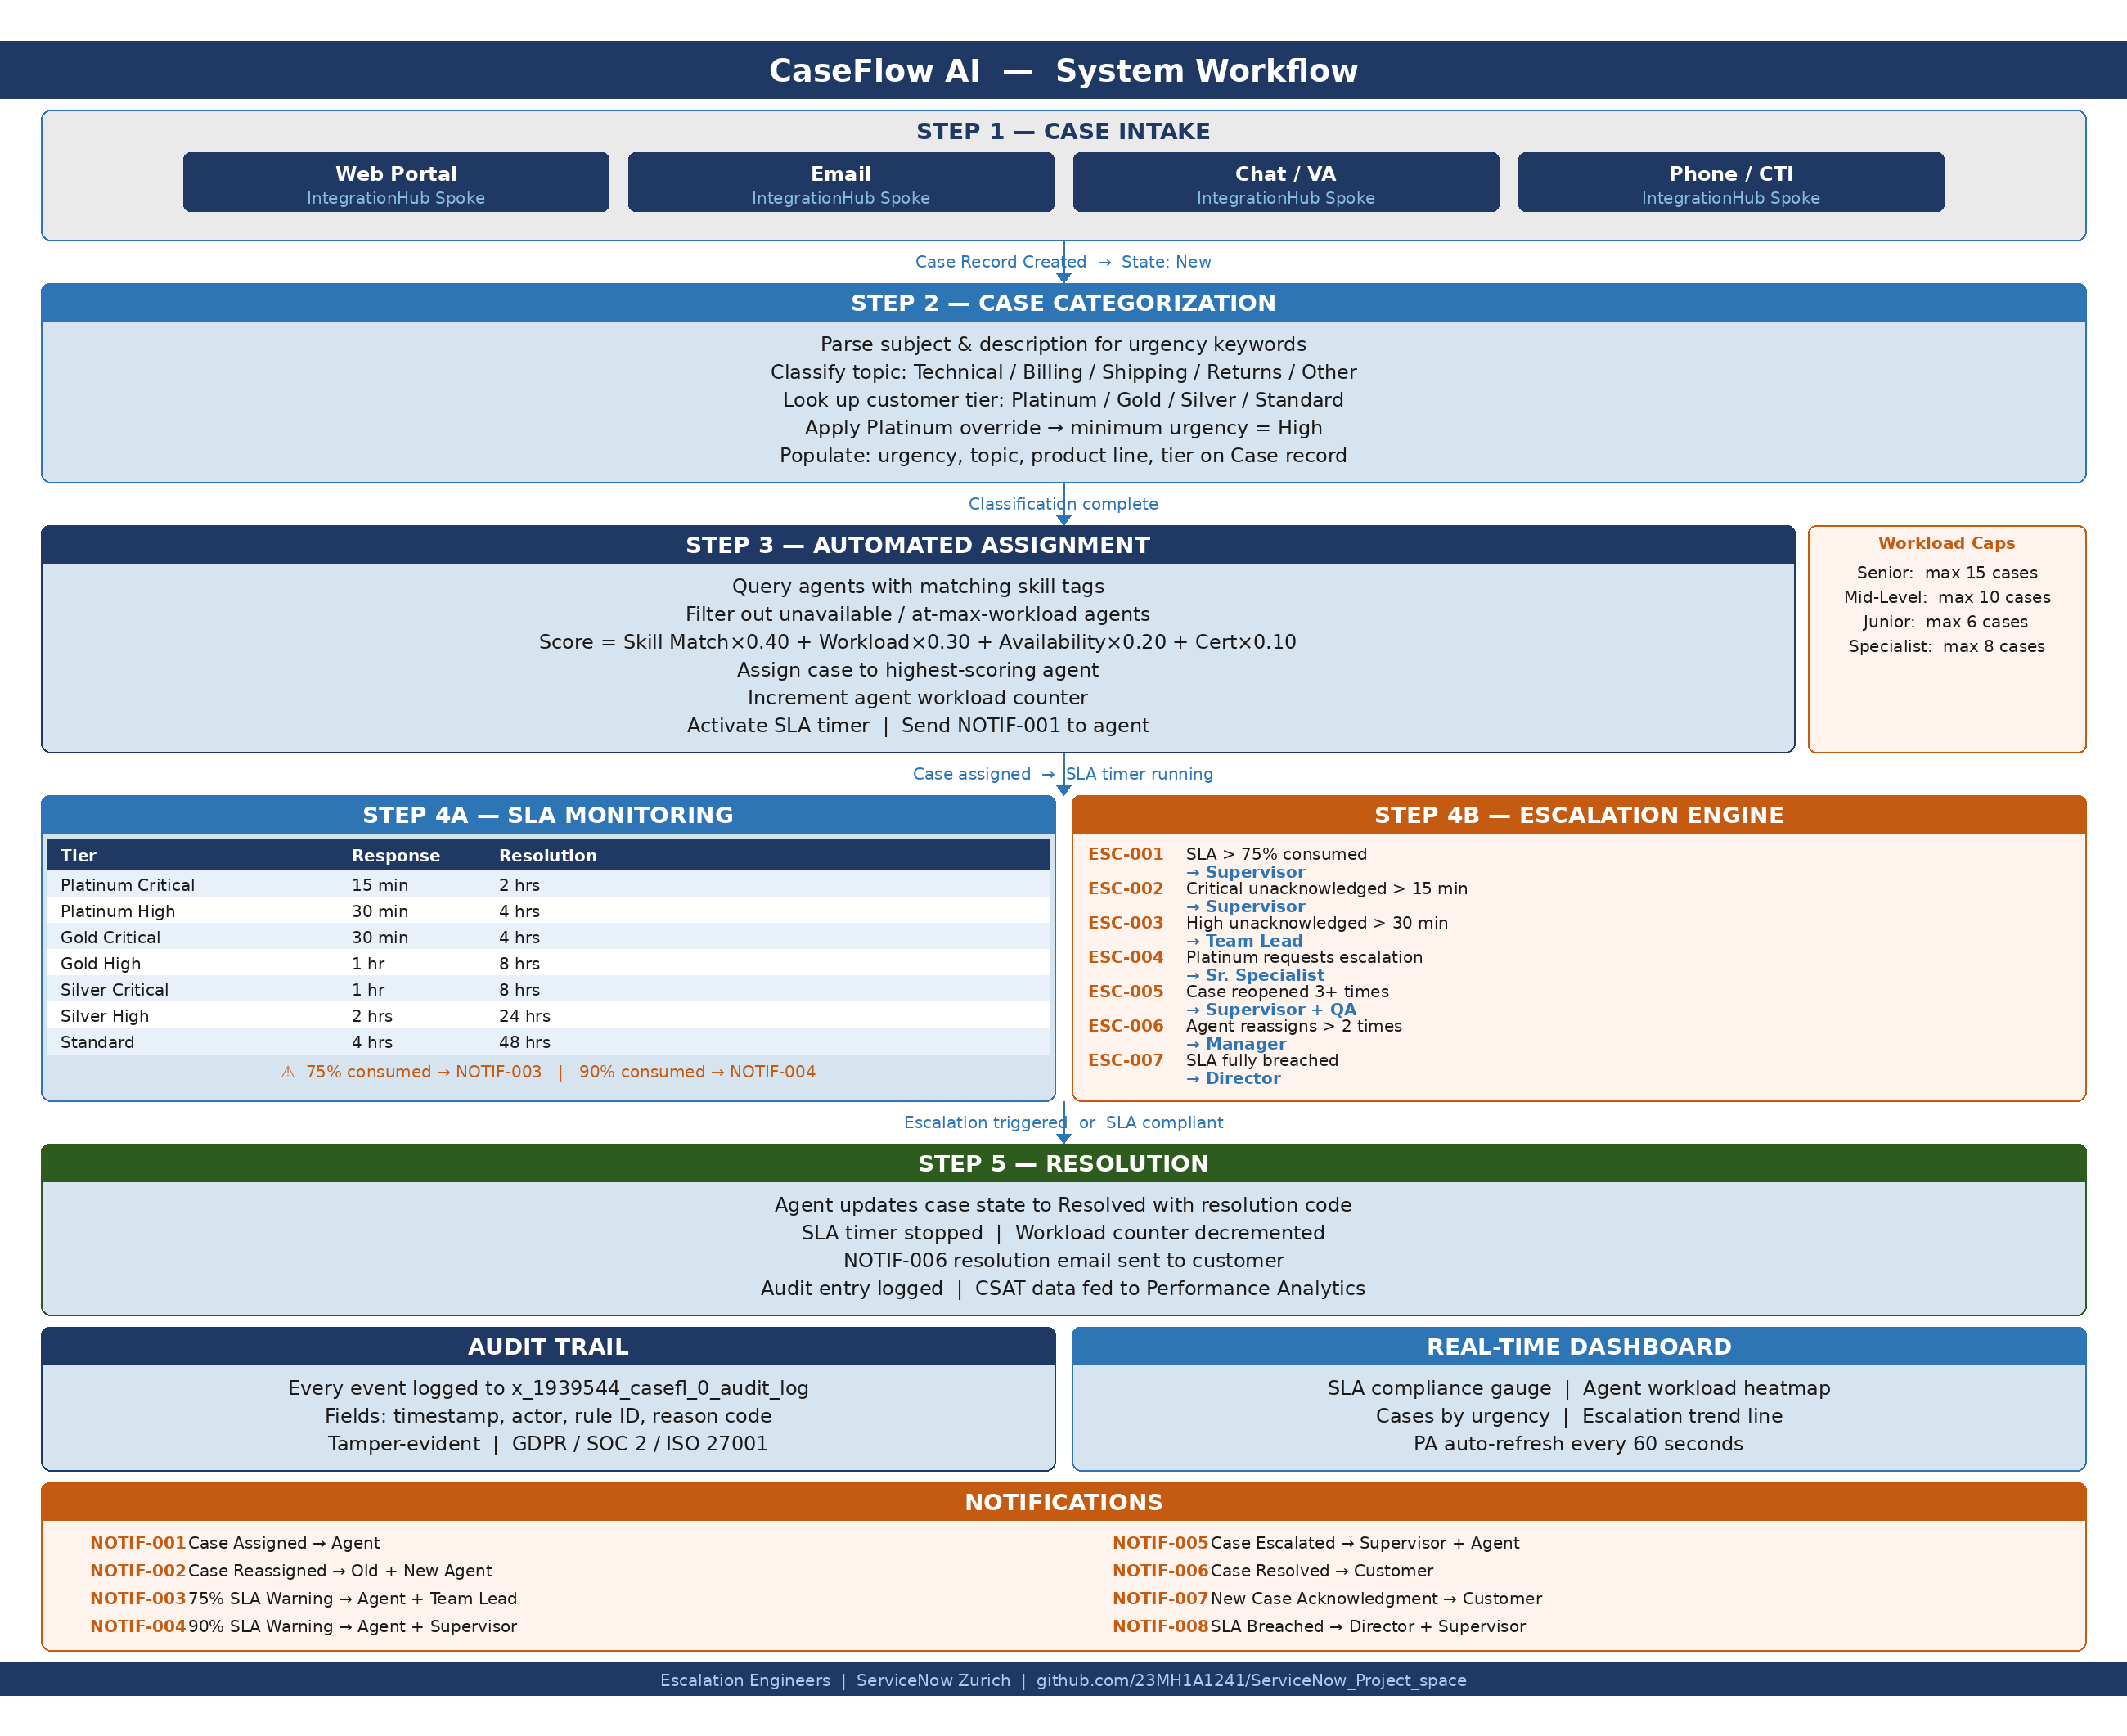 CaseFlow AI — System Workflow
STEP 1 — CASE INTAKE
Web Portal
IntegrationHub Spoke
Email
IntegrationHub Spoke
Chat / VA
IntegrationHub Spoke
Phone / CTI
IntegrationHub Spoke
Case Record Created → State: New
STEP 2 — CASE CATEGORIZATION
Parse subject & description for urgency keywords
Classify topic: Technical / Billing / Shipping / Returns / Other
Look up customer tier: Platinum / Gold / Silver / Standard
Apply Platinum override → minimum urgency = High
Populate: urgency, topic, product line, tier on Case record
Classification complete
STEP 3 — AUTOMATED ASSIGNMENT
Query agents with matching skill tags
Filter out unavailable / at-max-workload agents
Score = Skill Match×0.40 + Workload×0.30 + Availability×0.20 + Cert×0.10
Assign case to highest-scoring agent
Increment agent workload counter
Activate SLA timer | Send NOTIF-001 to agent
Workload Caps
Senior: max 15 cases
Mid-Level: max 10 cases
Junior: max 6 cases
Specialist: max 8 cases
Case assigned → SLA timer running
STEP 4A — SLA MONITORING
Tier Response Resolution
Platinum Critical 15 min 2 hrs
Platinum High 30 min 4 hrs
Gold Critical 30 min 4 hrs
Gold High 1 hr 8 hrs
Silver Critical 1 hr 8 hrs
Silver High 2 hrs 24 hrs
Standard 4 hrs 48 hrs
⚠ 75% consumed → NOTIF-003 | 90% consumed → NOTIF-004
STEP 4B — ESCALATION ENGINE
ESC-001 SLA > 75% consumed
→ Supervisor
ESC-002 Critical unacknowledged > 15 min
→ Supervisor
ESC-003 High unacknowledged > 30 min
→ Team Lead
ESC-004 Platinum requests escalation
→ Sr. Specialist
ESC-005 Case reopened 3+ times
→ Supervisor + QA
ESC-006 Agent reassigns > 2 times
→ Manager
ESC-007 SLA fully breached
→ Director
Escalation triggered or SLA compliant
STEP 5 — RESOLUTION
Agent updates case state to Resolved with resolution code
SLA timer stopped | Workload counter decremented
NOTIF-006 resolution email sent to customer
Audit entry logged | CSAT data fed to Performance Analytics
AUDIT TRAIL
Every event logged to x_1939544_casefl_0_audit_log
Fields: timestamp, actor, rule ID, reason code
Tamper-evident | GDPR / SOC 2 / ISO 27001
REAL-TIME DASHBOARD
SLA compliance gauge | Agent workload heatmap
Cases by urgency | Escalation trend line
PA auto-refresh every 60 seconds
NOTIFICATIONS
NOTIF-001 Case Assigned → Agent
NOTIF-002 Case Reassigned → Old + New Agent
NOTIF-003 75% SLA Warning → Agent + Team Lead
NOTIF-004 90% SLA Warning → Agent + Supervisor
NOTIF-005 Case Escalated → Supervisor + Agent
NOTIF-006 Case Resolved → Customer
NOTIF-007 New Case Acknowledgment → Customer
NOTIF-008 SLA Breached → Director + Supervisor
Escalation Engineers | ServiceNow Zurich | github.com/23MH1A1241/ServiceNow_Project_space